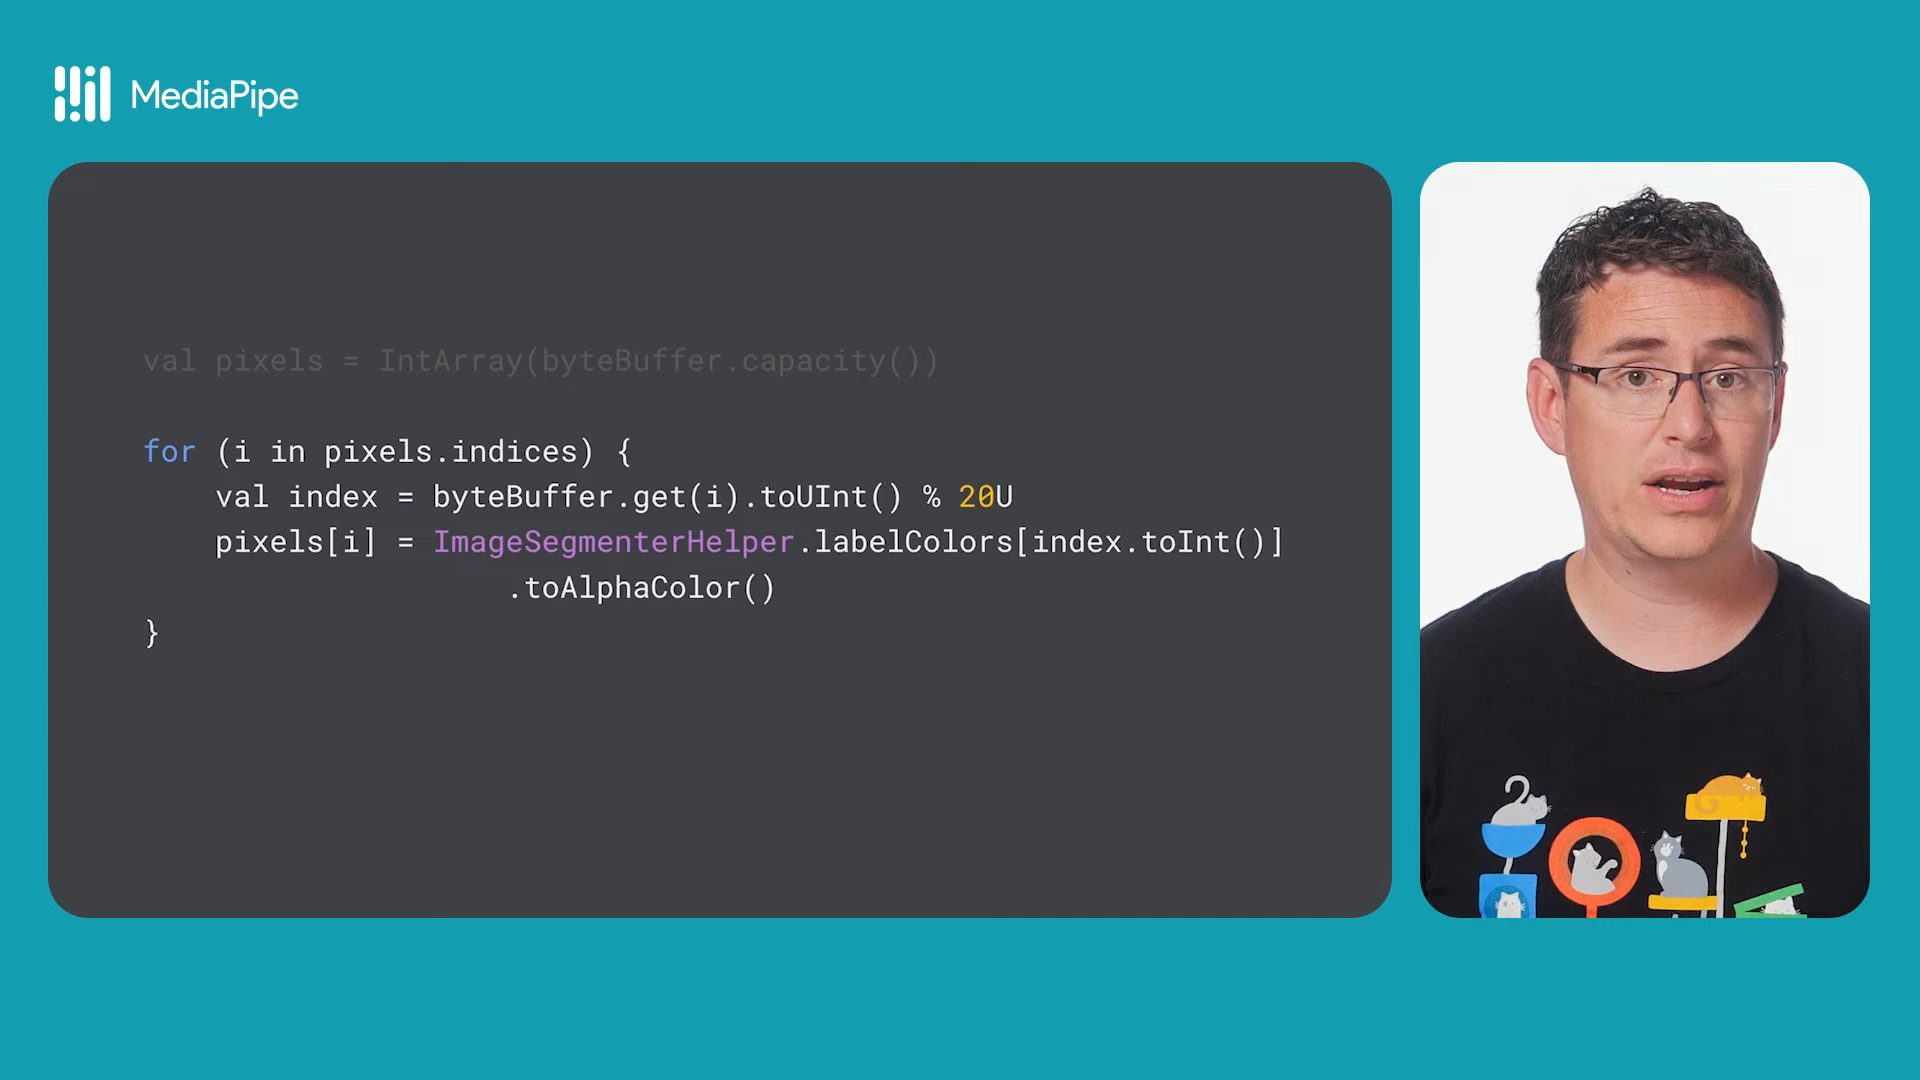 MediaPipe
val pixels = IntArray(byteBuffer.capacity())
for (i in pixels.indices) {
val index = byteBuffer.get(i).toUInt() % 20U
pixels[i] = ImageSegmenterHelper.labelColors[index.toInt()]
.toAlphaColor()
}